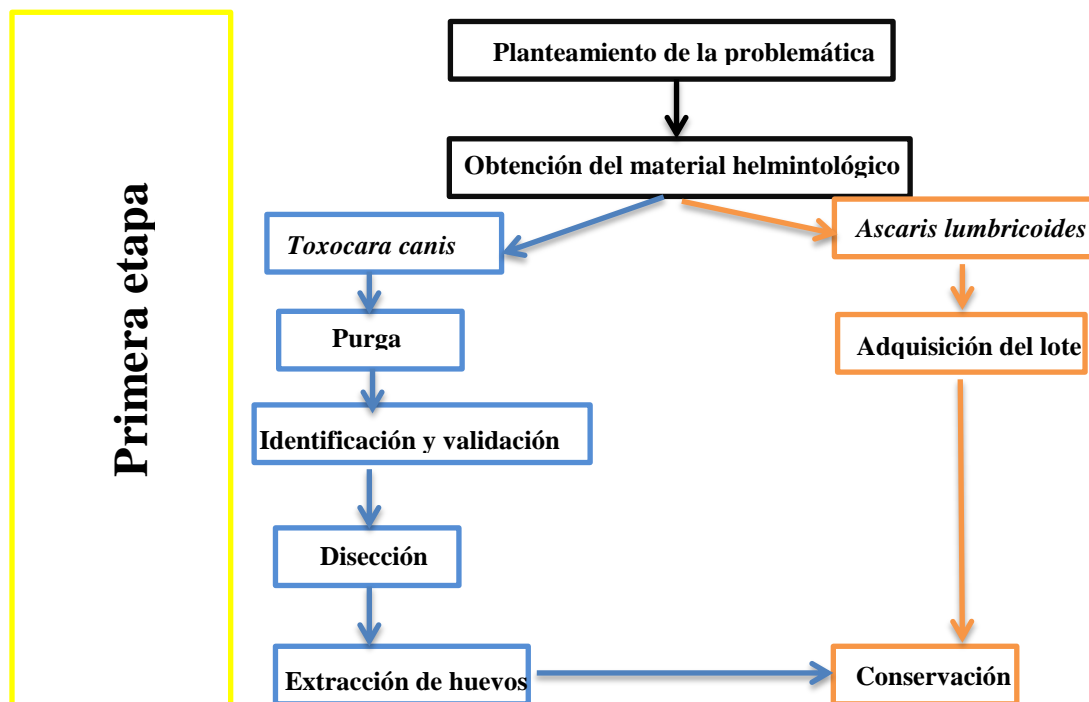 Primera etapa
Planteamiento de la problemática
Obtención del material helmintológico
Toxocara canis
Ascaris lumbricoides
Purga
Adquisición del lote
Identificación y validación
Disección
Extracción de huevos
Conservación